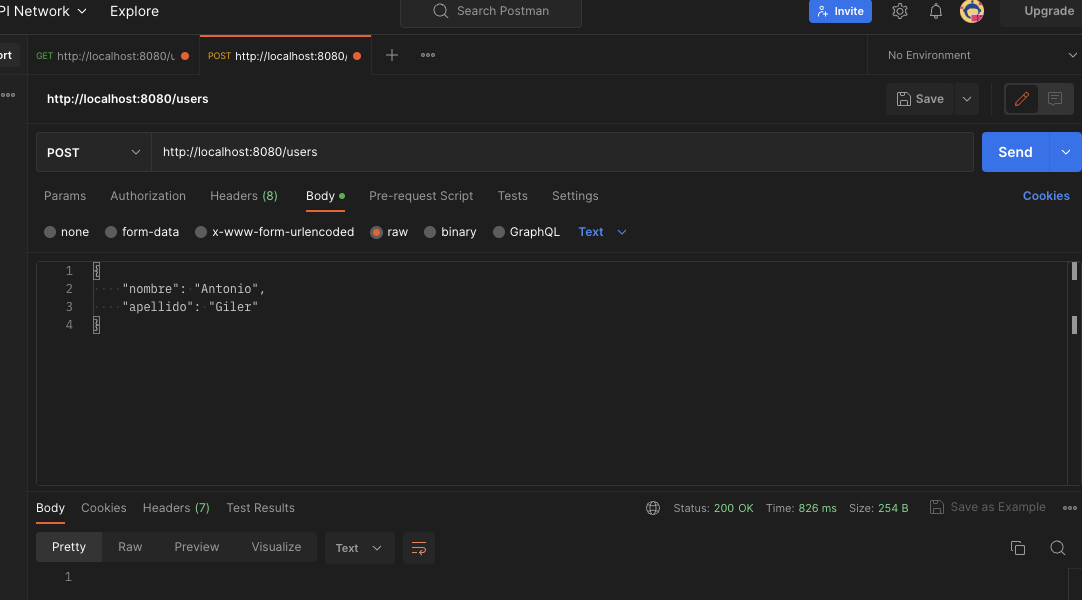 PI Network Explore Search Postman Invite Upgrade
ort GET http://localhost:8080/u POST http://localhost:8080/ No Environment
http://localhost:8080/users Save
POST http://localhost:8080/users Send
Params Authorization Headers (8) Body Pre-request Script Tests Settings Cookies
none form-data x-www-form-urlencoded raw binary GraphQL Text
1 {
2 "nombre": "Antonio",
3 "apellido": "Giler"
4 }
Body Cookies Headers (7) Test Results Status: 200 OK Time: 826 ms Size: 254 B Save as Example
Pretty Raw Preview Visualize Text
1